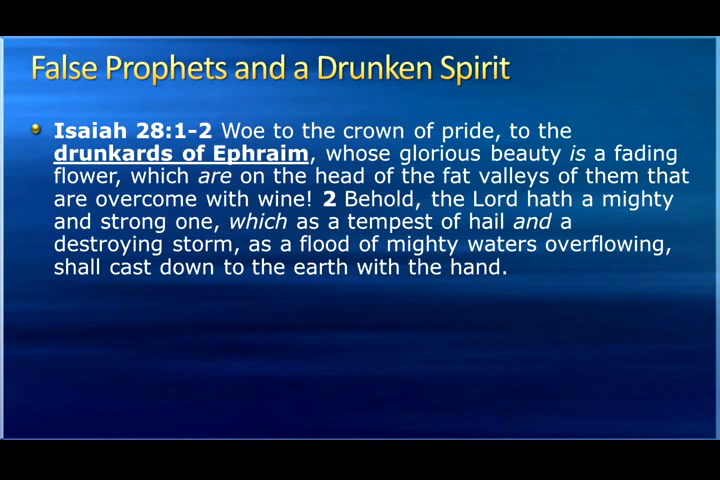 False Prophets and a Drunken Spirit
Isaiah 28:1-2 Woe to the crown of pride, to the
drunkards of Ephraim, whose glorious beauty is a fading
flower, which are on the head of the fat valleys of them that
are overcome with wine! 2 Behold, the Lord hath a mighty
and strong one, which as a tempest of hail and a
destroying storm, as a flood of mighty waters overflowing,
shall cast down to the earth with the hand.